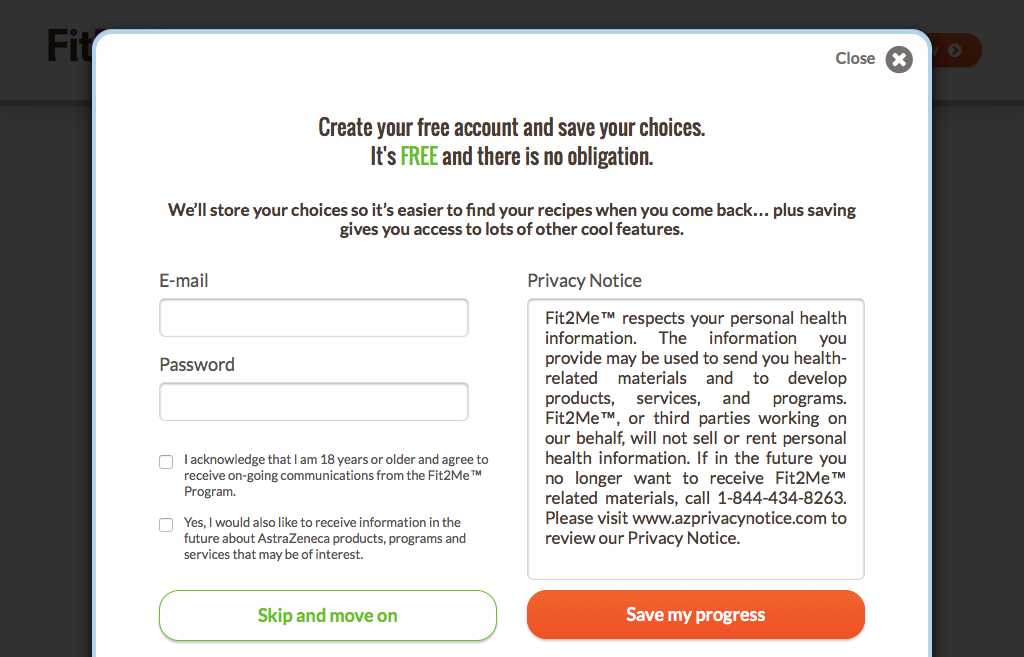 Fit
Close
Create your free account and save your choices.
It's FREE and there is no obligation.
We'll store your choices so it's easier to find your recipes when you come back... plus saving
gives you access to lots of other cool features.
E-mail
Privacy Notice
Fit2Me™ respects your personal health
information. The information you
provide may be used to send you health-
related materials and to develop
products, services, and programs.
Fit2Me™, or third parties working on
our behalf, will not sell or rent personal
health information. If in the future you
no longer want to receive Fit2Me™
related materials, call 1-844-434-8263.
Please visit www.azprivacynotice.com to
review our Privacy Notice.
Password
I acknowledge that I am 18 years or older and agree to
receive on-going communications from the Fit2Me™
Program.
Yes, I would also like to receive information in the
future about AstraZeneca products, programs and
services that may be of interest.
Skip and move on
Save my progress